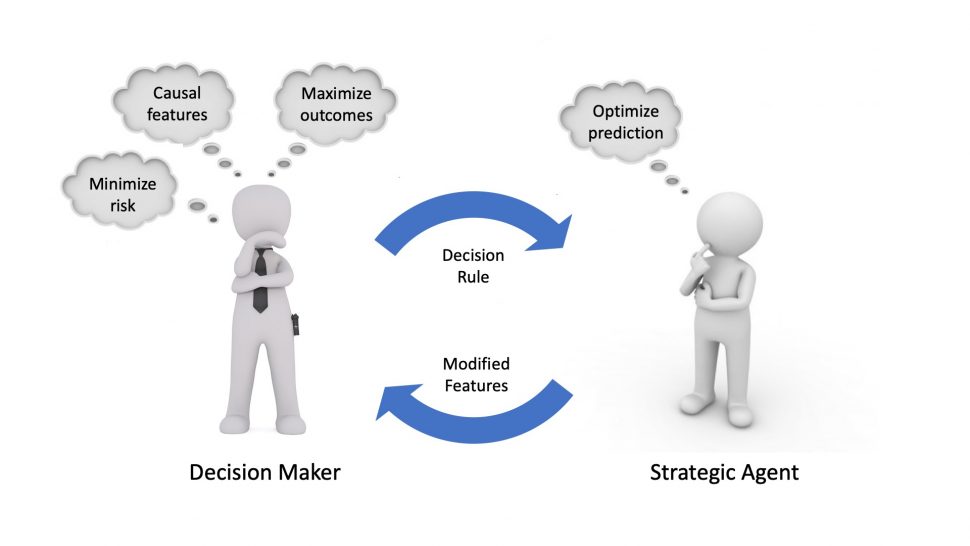 Causal
features
Maximize
outcomes
Minimize
risk
Optimize
prediction
Decision
Rule
Modified
Features
Decision Maker
Strategic Agent